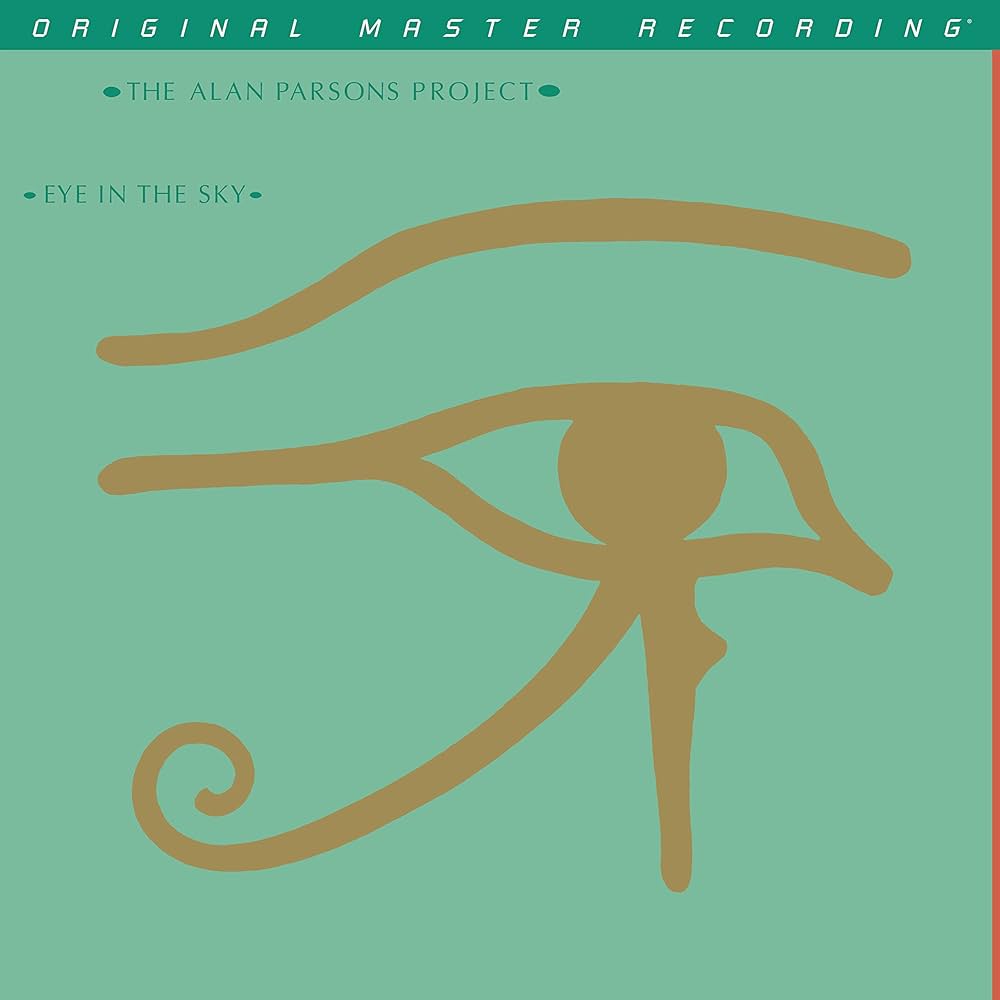 ORIGINAL MASTER RECORDING®
•THE ALAN PARSONS PROJECT•
•EYE IN THE SKY•